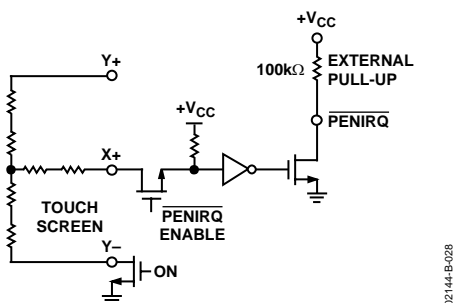 +VCC
Y+
100kΩ
EXTERNAL
PULL-UP
+VCC
PENIRQ
X+
TOUCH
SCREEN
PENIRQ
ENABLE
Y–
ON
02144-B-028